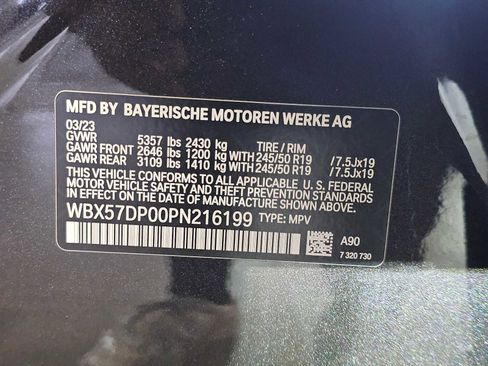 MFD BY BAYERISCHE MOTOREN WERKE AG
03/23
GVWR 5357 lbs 2430 kg TIRE / RIM
GAWR FRONT 2646 lbs 1200 kg WITH 245/50 R19 /7.5Jx19
GAWR REAR 3109 lbs 1410 kg WITH 245/50 R19 /7.5Jx19
THIS VEHICLE CONFORMS TO ALL APPLICABLE U. S. FEDERAL
MOTOR VEHICLE SAFETY, BUMPER, AND THEFT PREVENTION
STANDARDS IN EFFECT ON THE DATE OF MANUFACTURE SHOWN ABOVE.
WBX57DP00PN216199 TYPE: MPV
A90
7 320 730